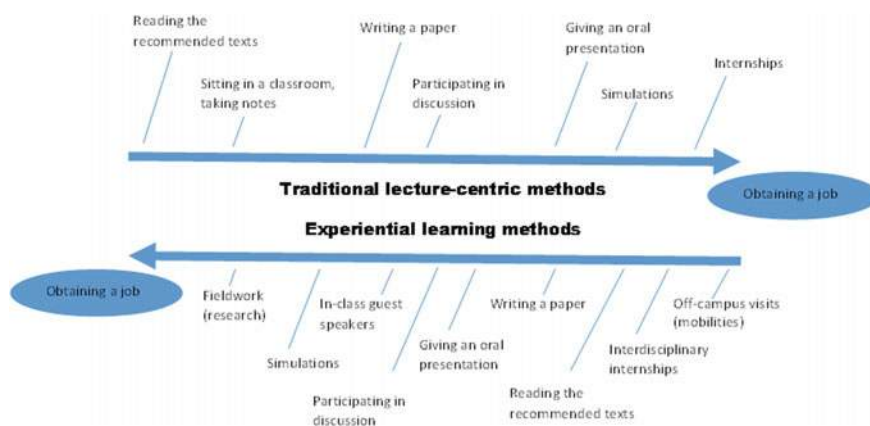 Reading the
recommended texts
Sitting in a classroom,
taking notes
Writing a paper
Participating in
discussion
Giving an oral
presentation
Simulations
Internships
Traditional lecture-centric methods
Obtaining a job
Experiential learning methods
Obtaining a job
Fieldwork
(research)
Simulations
In-class guest
speakers
Participating in
discussion
Giving an oral
presentation
Writing a paper
Reading the
recommended texts
Interdisciplinary
internships
Off-campus visits
(mobilities)